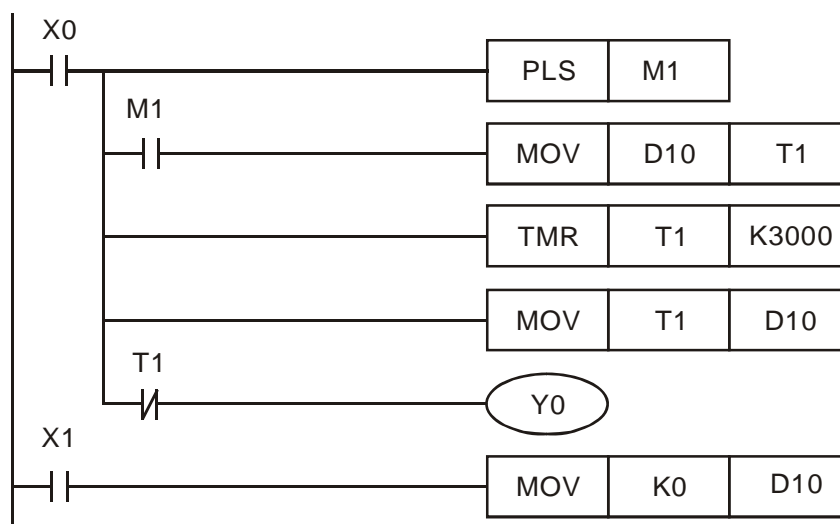 X0
PLS M1
M1
MOV D10 T1
TMR T1 K3000
MOV T1 D10
T1
Y0
X1
MOV K0 D10